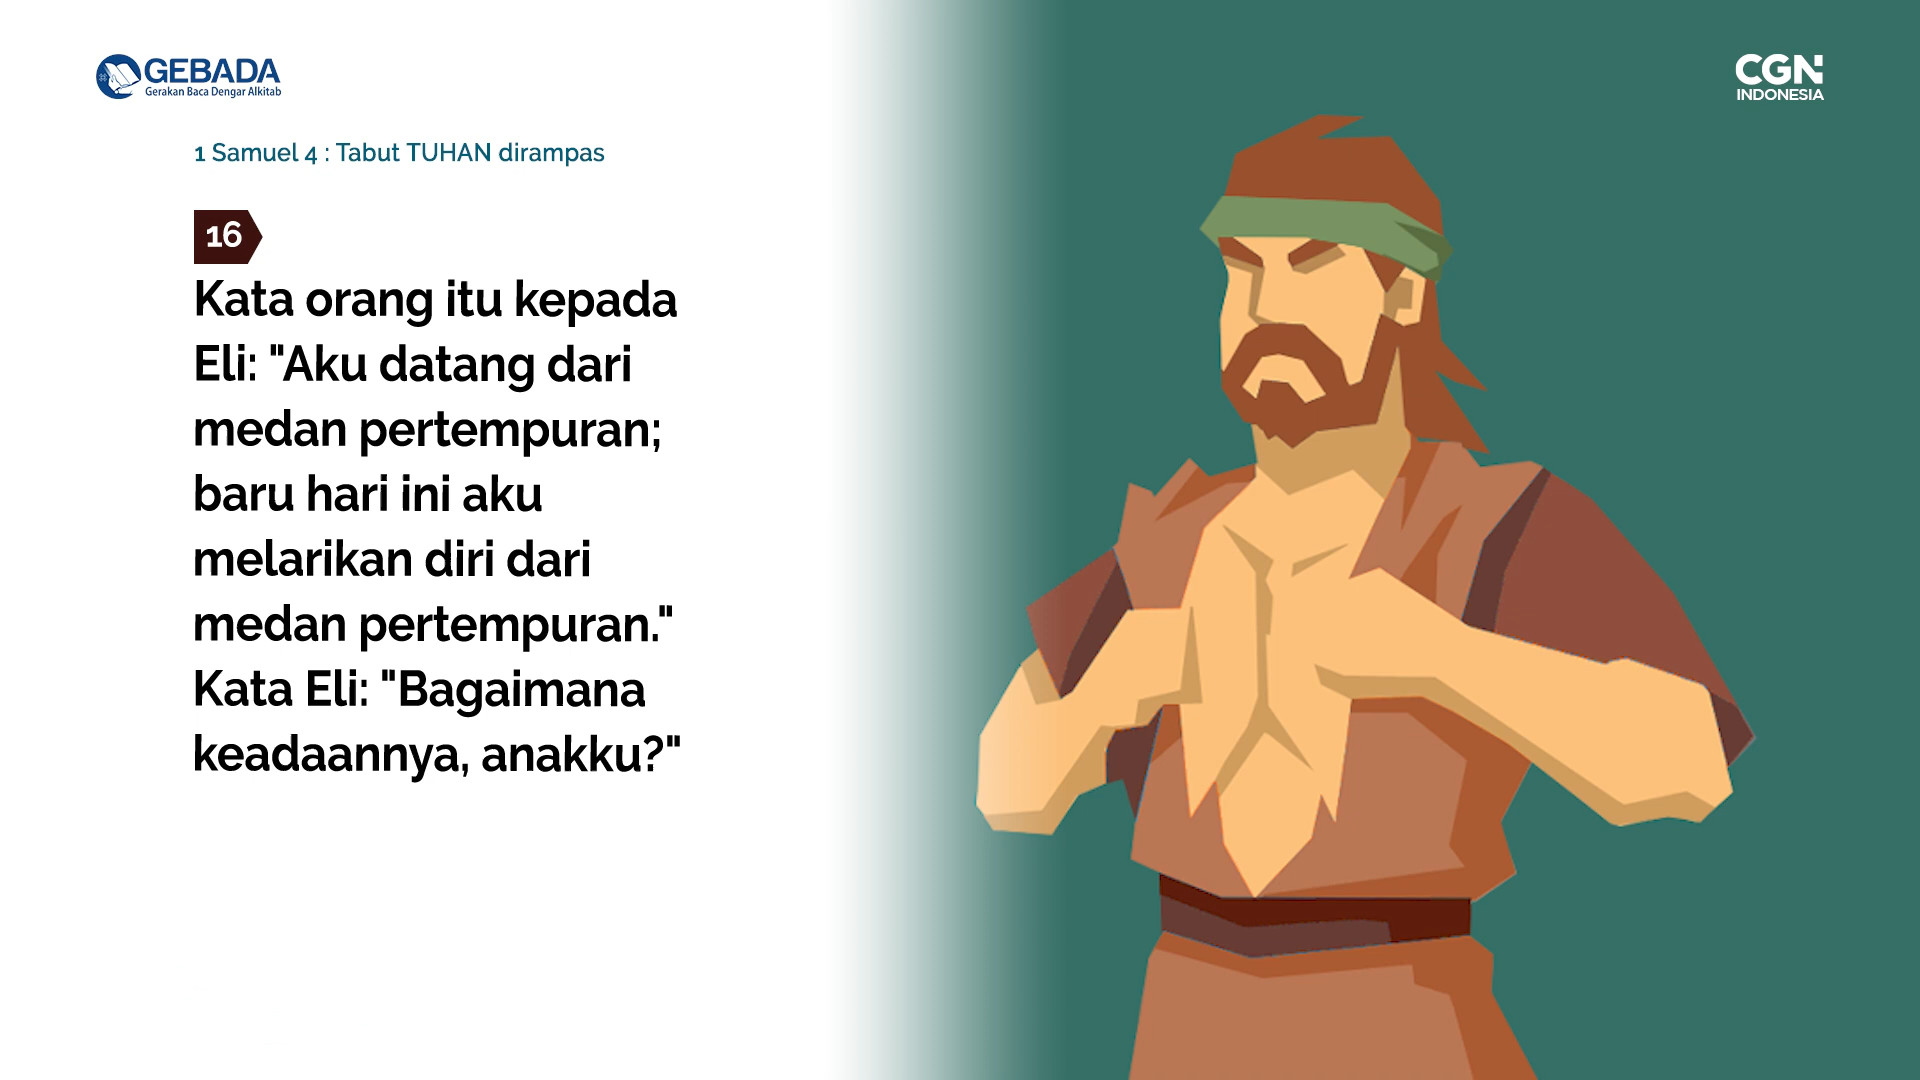 GEBADA
Gerakan Baca Dengar Alkitab
CGN
INDONESIA
1 Samuel 4 : Tabut TUHAN dirampas
16
Kata orang itu kepada
Eli: "Aku datang dari
medan pertempuran;
baru hari ini aku
melarikan diri dari
medan pertempuran."
Kata Eli: "Bagaimana
keadaannya, anakku?"